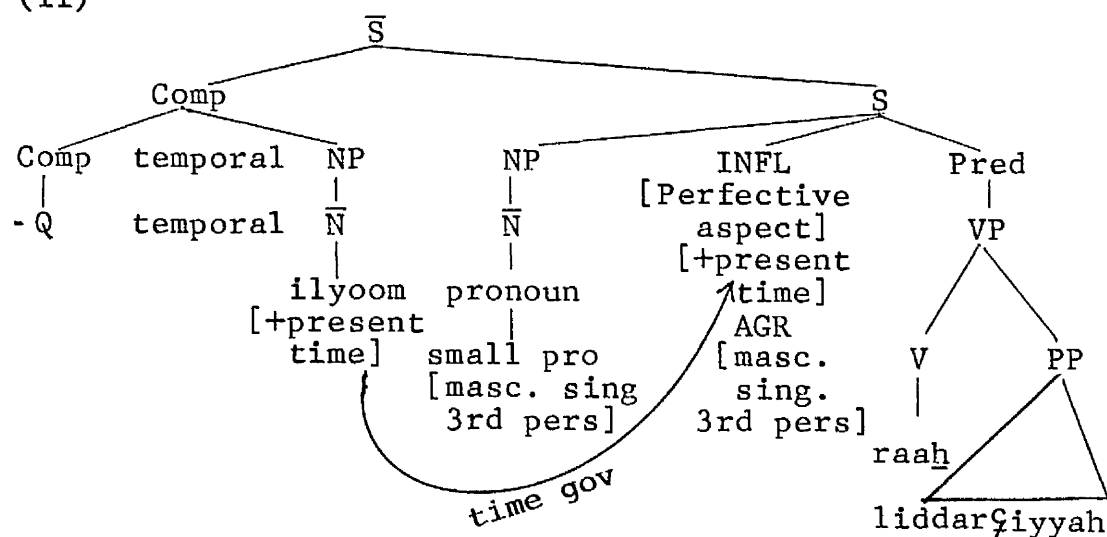 (11)
S̅
Comp S
Comp temporal NP NP INFL Pred
[Perfective
- Q temporal N̅ N̅ aspect] VP
[+present
ilyoom pronoun time]
[+present AGR
time] small pro [masc. V PP
[masc. sing sing.
3rd pers] 3rd pers]
raaẖ
time gov
liddarçiyyah